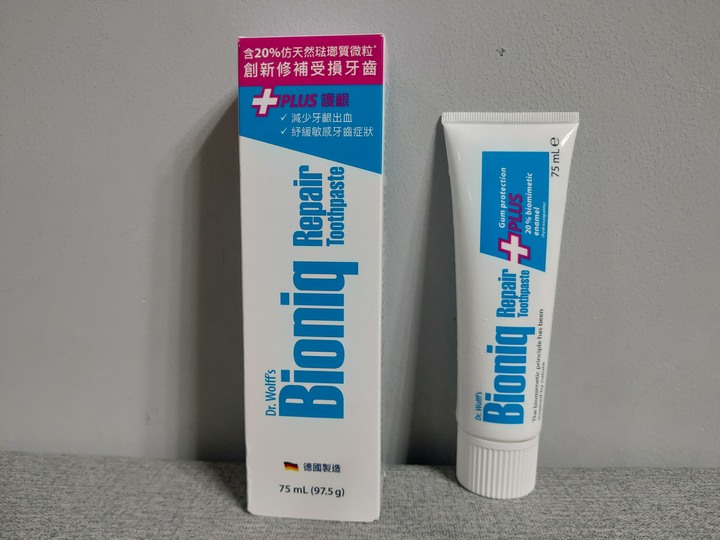 含20%仿天然琺瑯質微粒*
創新修補受損牙齒
PLUS 護齦
✓ 減少牙齦出血
✓ 紓緩敏感牙齒症狀
Dr. Wolff's
Bioniq
Repair
Toothpaste
德國製造
75 mL (97.5 g)
75 mL e
Gum protection
PLUS
20% biomimetic
enamel
Dr. Wolff's
Bioniq
Repair
Toothpaste
The biomimetic principle has been
inspired by nature